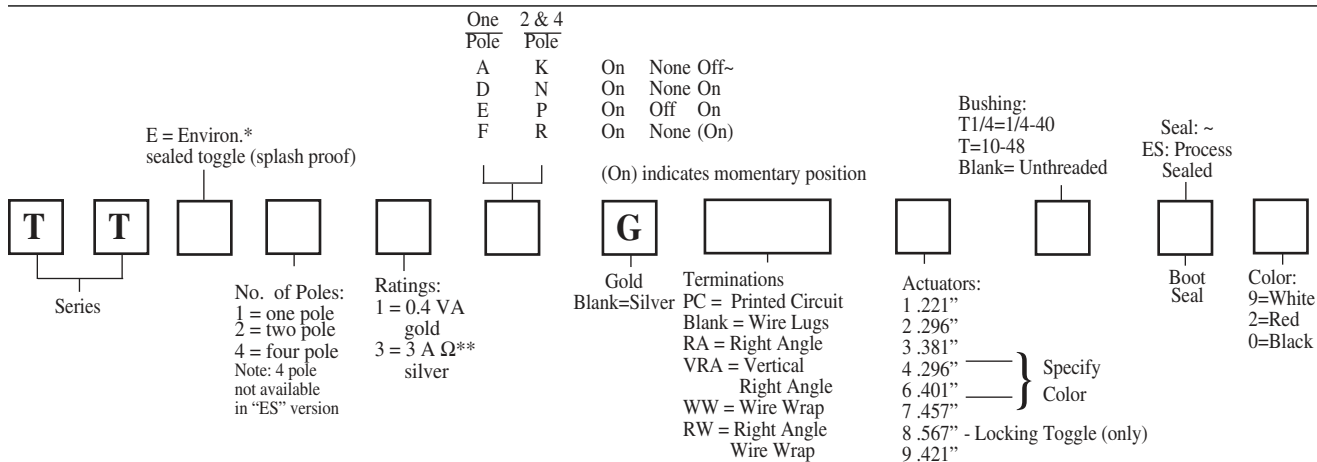 One 2 & 4
Pole Pole
A K On None Off~
D N On None On
E P On Off On
F R On None (On)
(On) indicates momentary position
E = Environ.*
sealed toggle (splash proof)
Bushing:
T1/4=1/4-40
T=10-48
Blank= Unthreaded
Seal: ~
ES: Process
Sealed
T T G
Series
No. of Poles:
1 = one pole
2 = two pole
4 = four pole
Note: 4 pole
not available
in “ES” version
Ratings:
1 = 0.4 VA
gold
3 = 3 A Ω**
silver
Gold
Blank=Silver
Terminations
PC = Printed Circuit
Blank = Wire Lugs
RA = Right Angle
VRA = Vertical
Right Angle
WW = Wire Wrap
RW = Right Angle
Wire Wrap
Actuators:
1 .221”
2 .296”
3 .381”
4 .296”
6 .401”
7 .457”
8 .567” - Locking Toggle (only)
9 .421”
Specify
Color
Boot
Seal
Color:
9=White
2=Red
0=Black